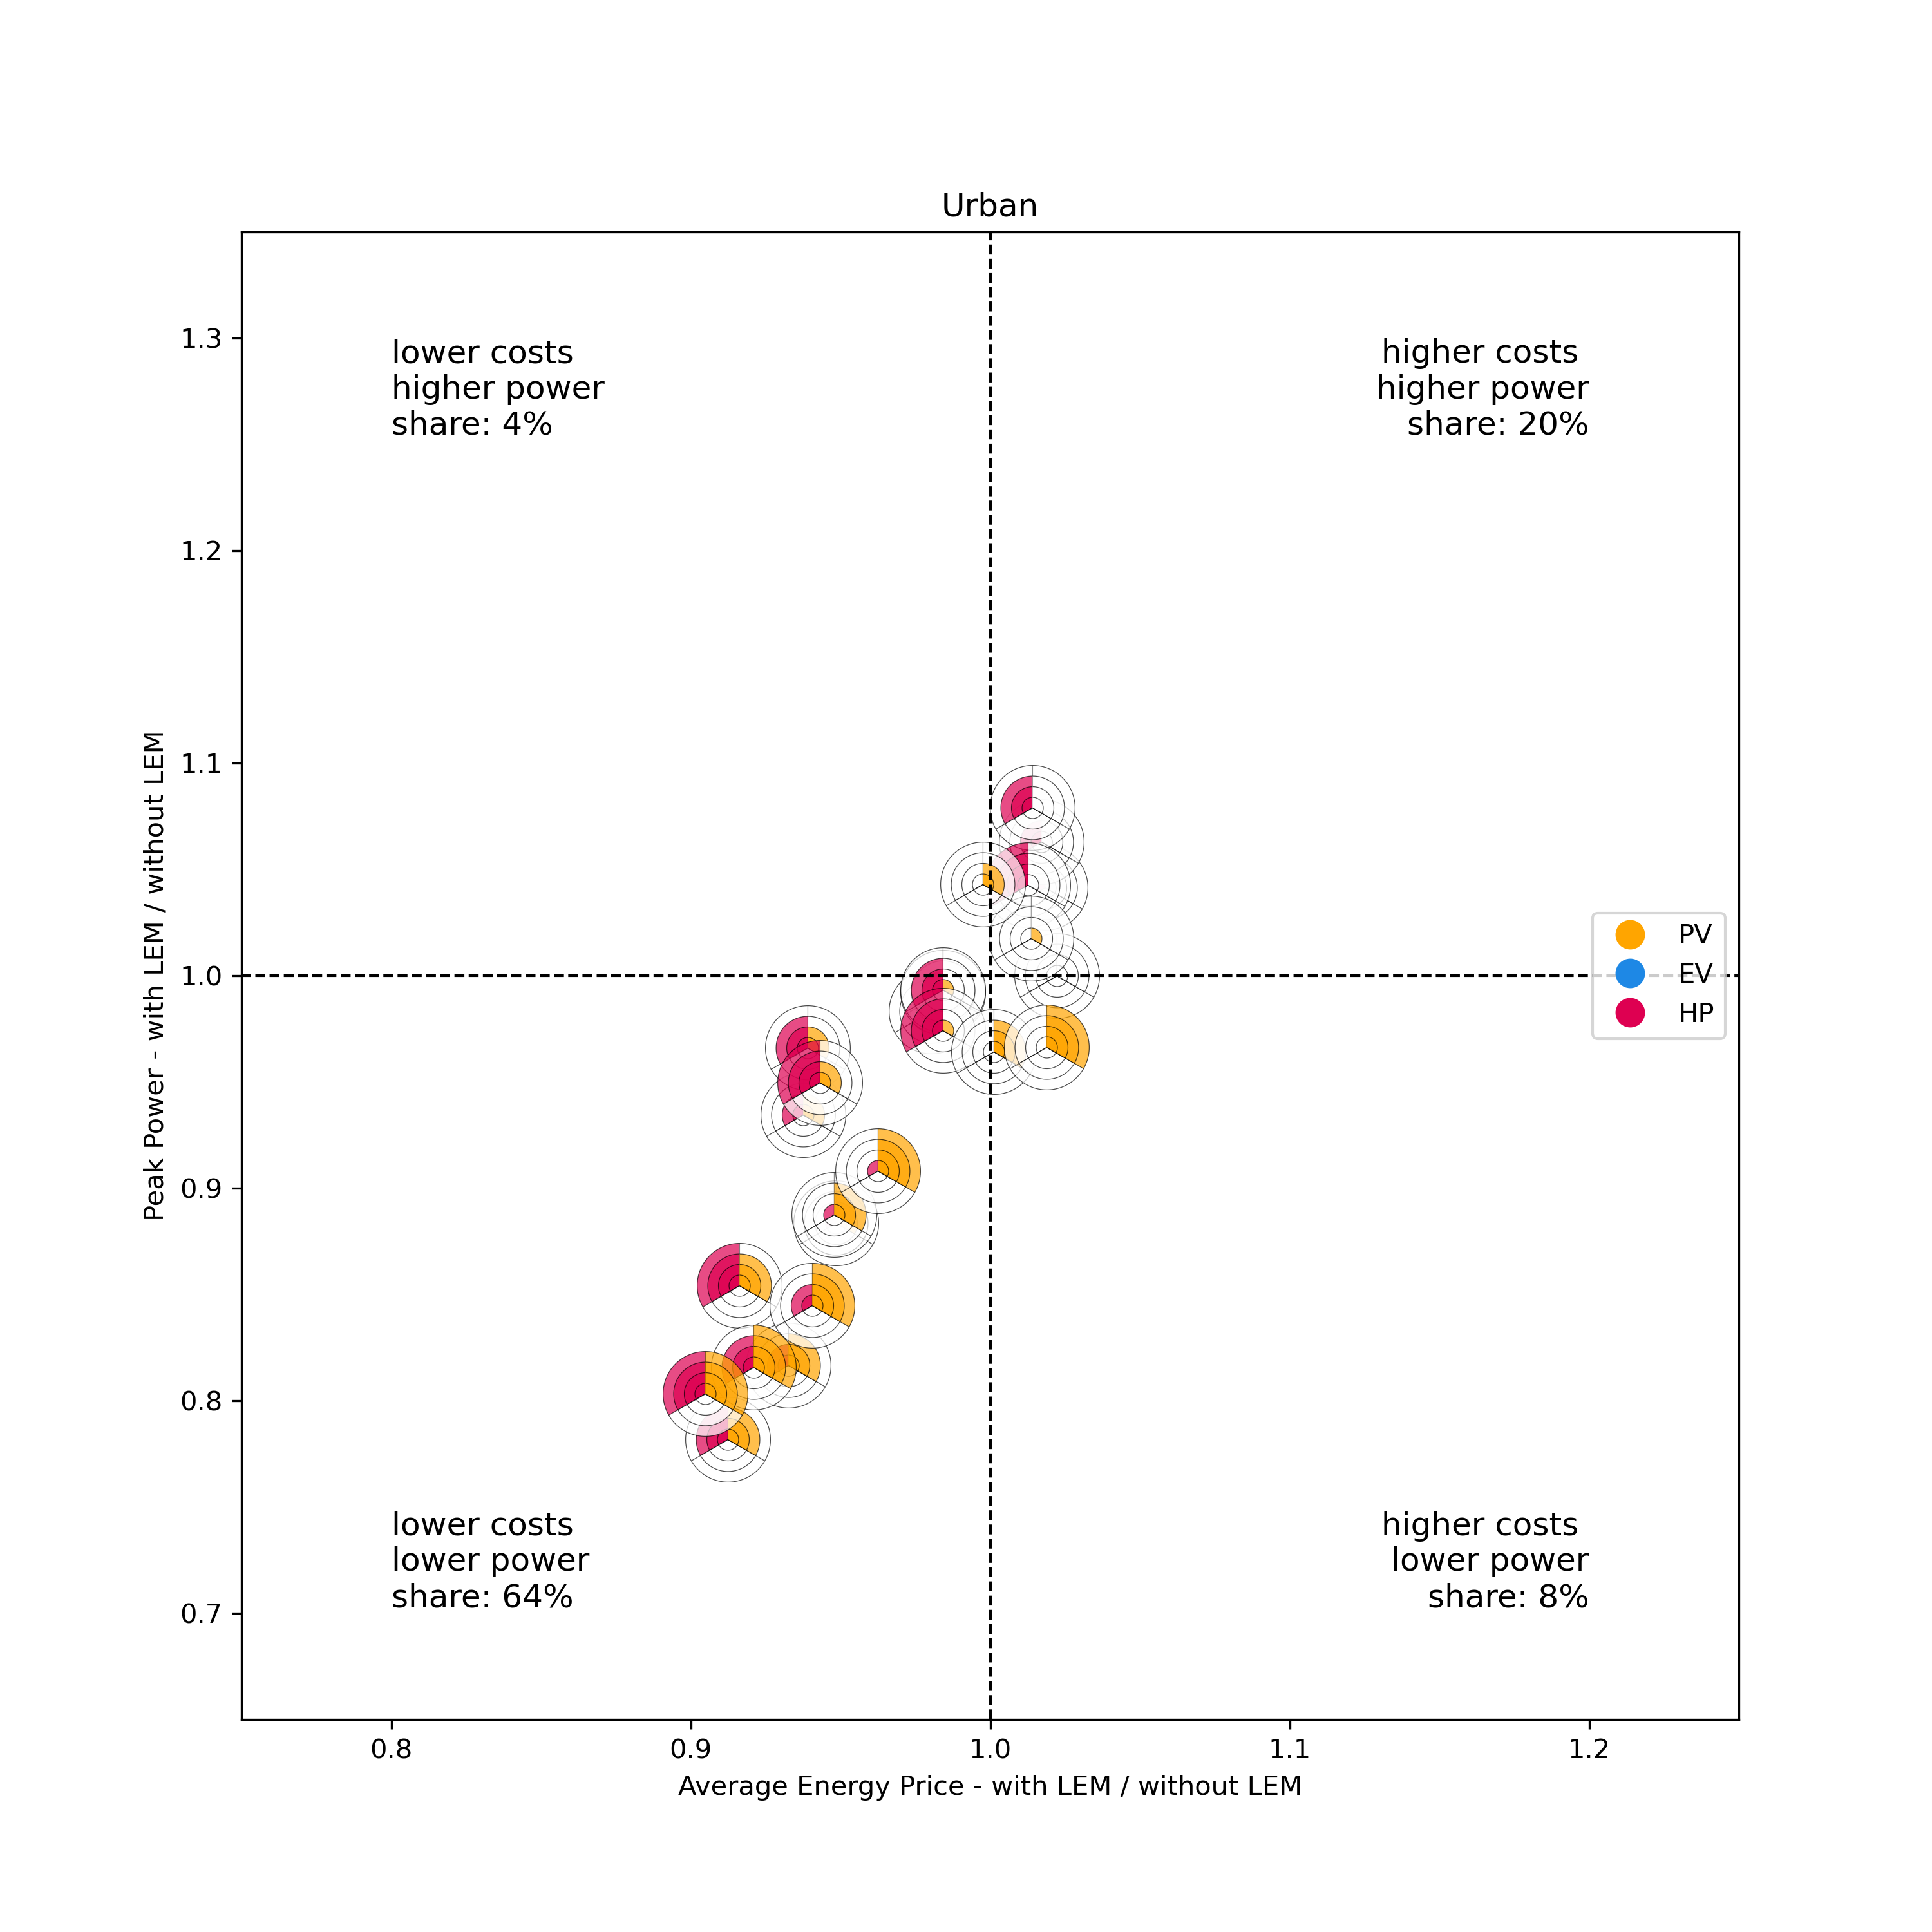 Urban
lower costs
higher power
share: 4%
higher costs
higher power
share: 20%
1.3
1.2
1.1
1.0
0.9
0.8
0.7
Peak Power - with LEM / without LEM
PV
EV
HP
lower costs
lower power
share: 64%
higher costs
lower power
share: 8%
0.8
0.9
1.0
1.1
1.2
Average Energy Price - with LEM / without LEM